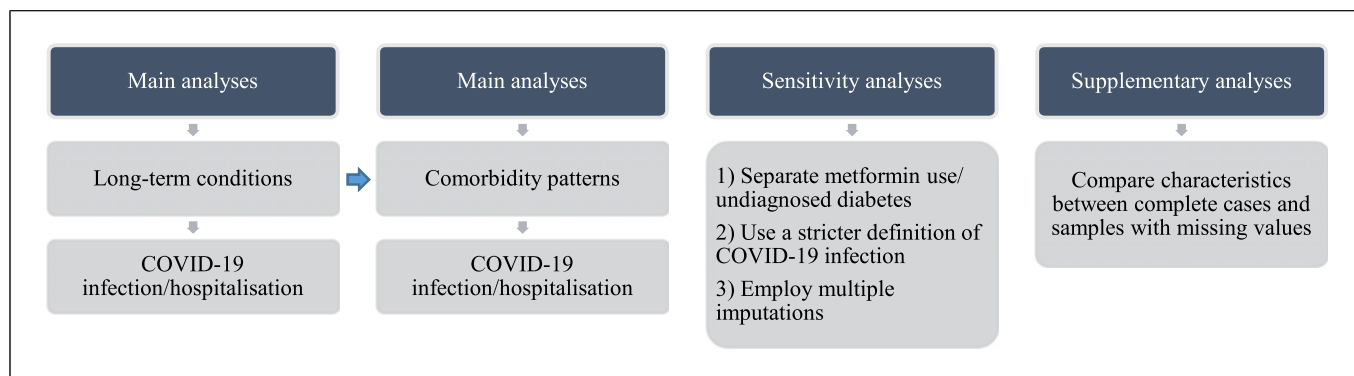 Main analyses
Long-term conditions
COVID-19
infection/hospitalisation
Main analyses
Comorbidity patterns
COVID-19
infection/hospitalisation
Sensitivity analyses
1) Separate metformin use/
undiagnosed diabetes
2) Use a stricter definition of
COVID-19 infection
3) Employ multiple
imputations
Supplementary analyses
Compare characteristics
between complete cases and
samples with missing values